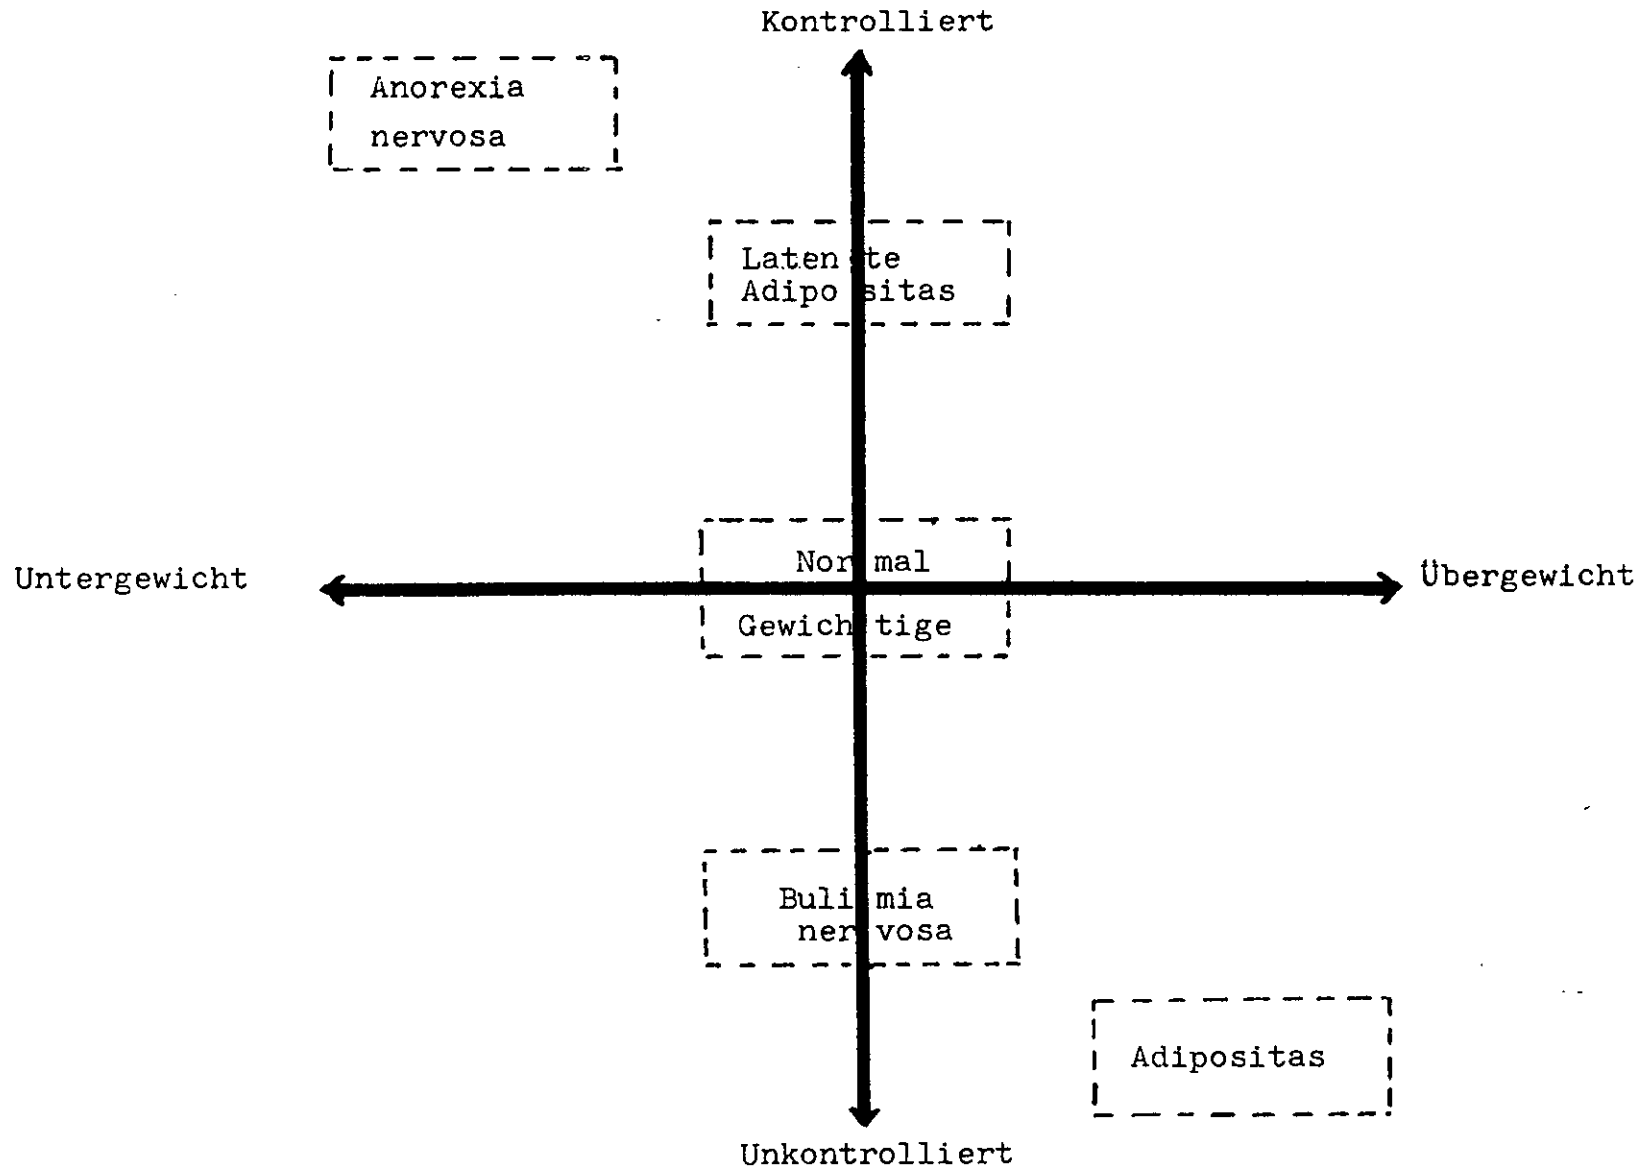 Kontrolliert
Anorexia
nervosa
Latente
Adipositas
Normal
Untergewicht
Übergewicht
Gewichtige
Bulimia
nervosa
Adipositas
Unkontrolliert